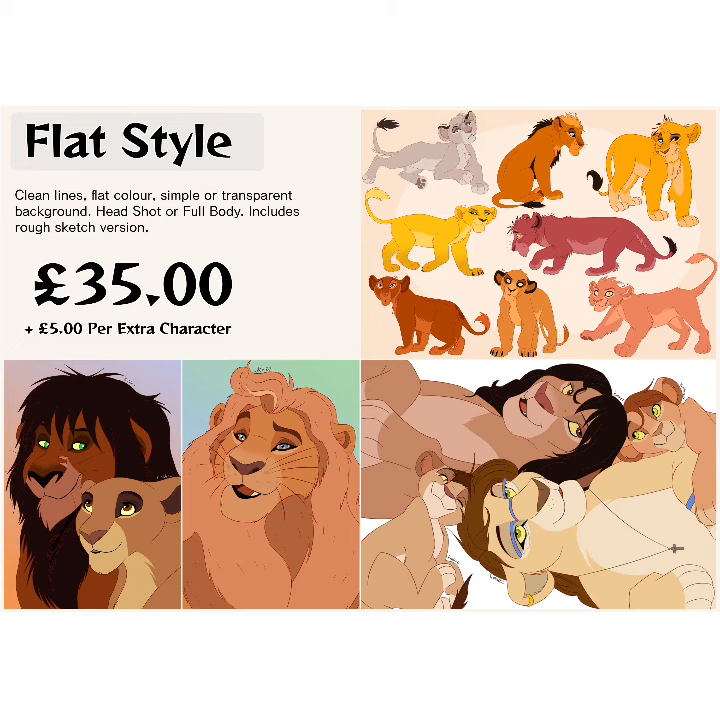 Flat Style
Clean lines, flat colour, simple or transparent
background. Head Shot or Full Body. Includes
rough sketch version.
£35.00
+ £5.00 Per Extra Character